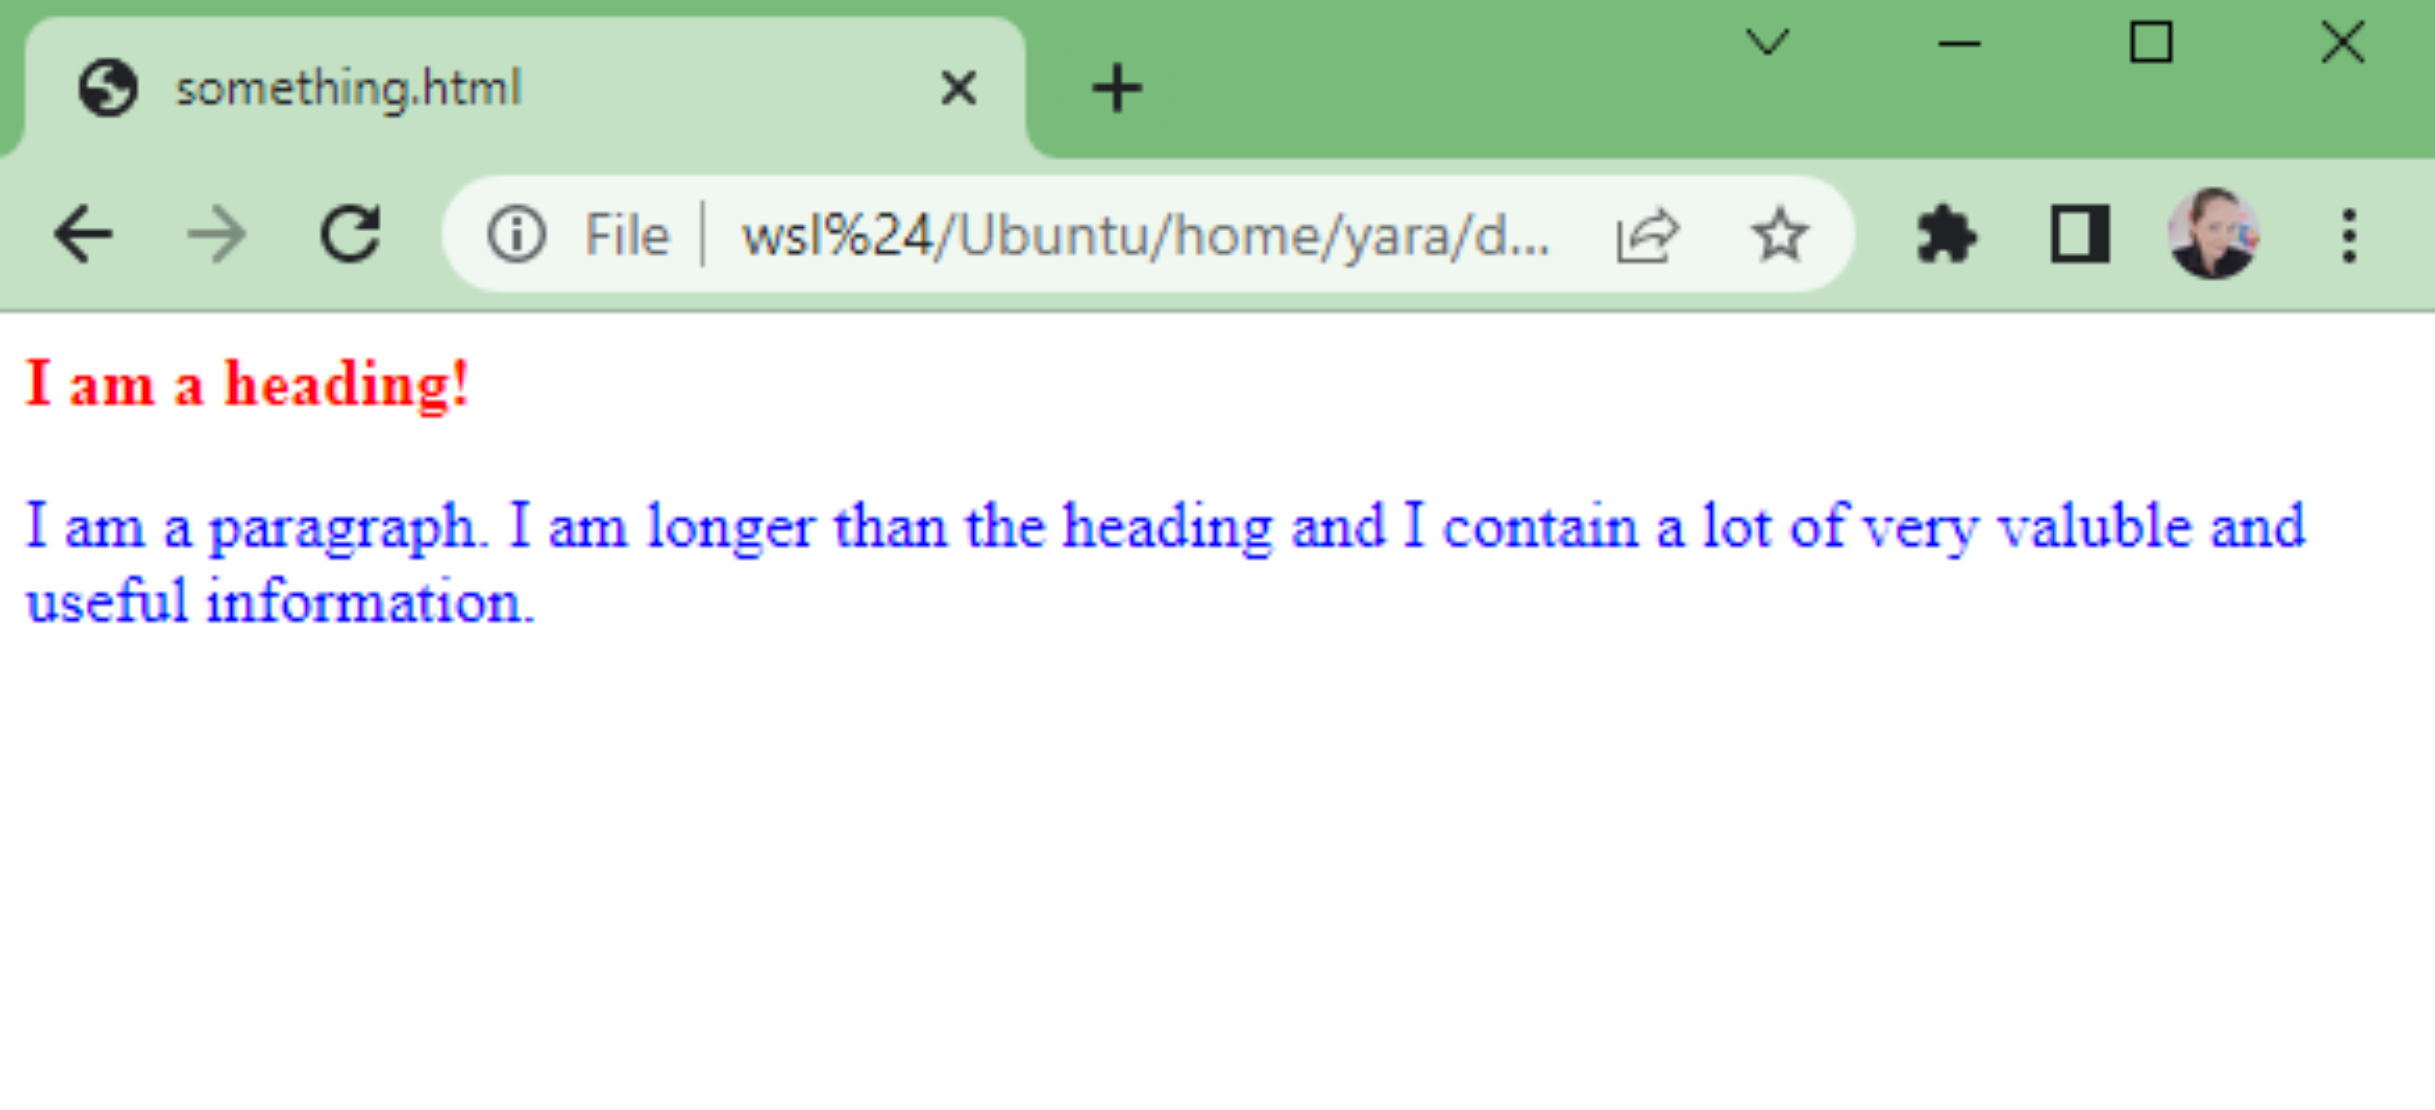 something.html
File | wsl%24/Ubuntu/home/yara/d...
I am a heading!
I am a paragraph. I am longer than the heading and I contain a lot of very valuble and
useful information.